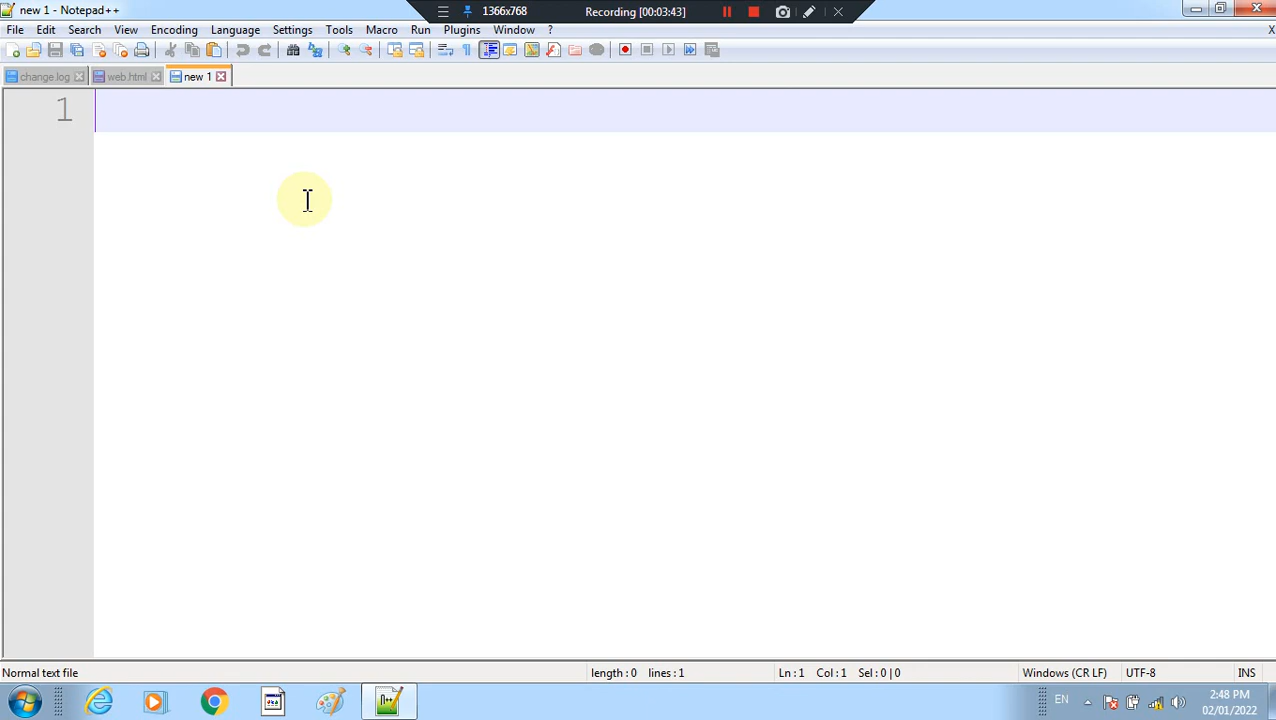 new 1 - Notepad++
1366x768 Recording [00:03:43]
File Edit Search View Encoding Language Settings Tools Macro Run Plugins Window ? X
change.log web.html new 1
1
Normal text file length : 0 lines : 1 Ln : 1 Col : 1 Sel : 0 | 0 Windows (CR LF) UTF-8 INS
EN 2:48 PM
02/01/2022